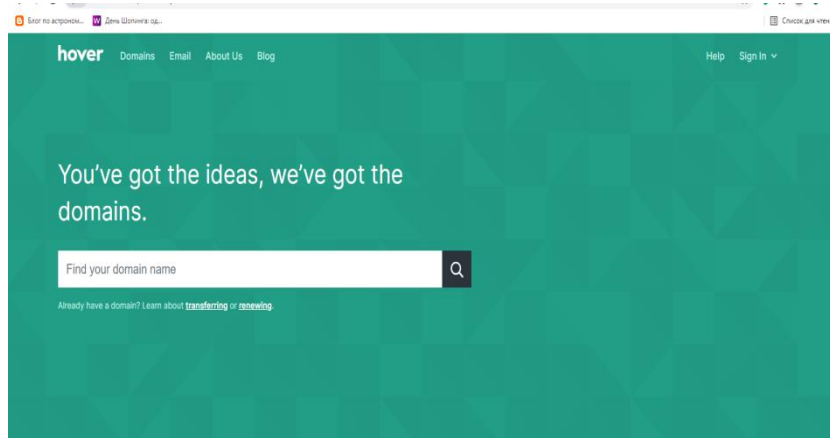 Блог по астроном... День Шопинга: од... Список для чтен
hover Domains Email About Us Blog Help Sign In
You've got the ideas, we've got the
domains.
Find your domain name
Already have a domain? Learn about transferring or renewing.